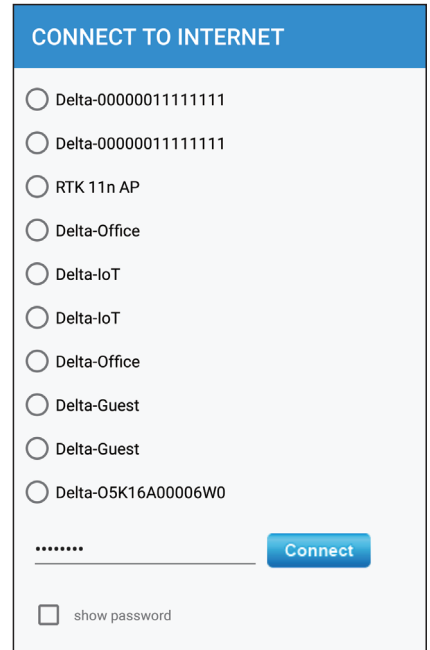 CONNECT TO INTERNET
Delta-00000011111111
Delta-00000011111111
RTK 11n AP
Delta-Office
Delta-IoT
Delta-IoT
Delta-Office
Delta-Guest
Delta-Guest
Delta-O5K16A00006W0
•••••••• Connect
show password